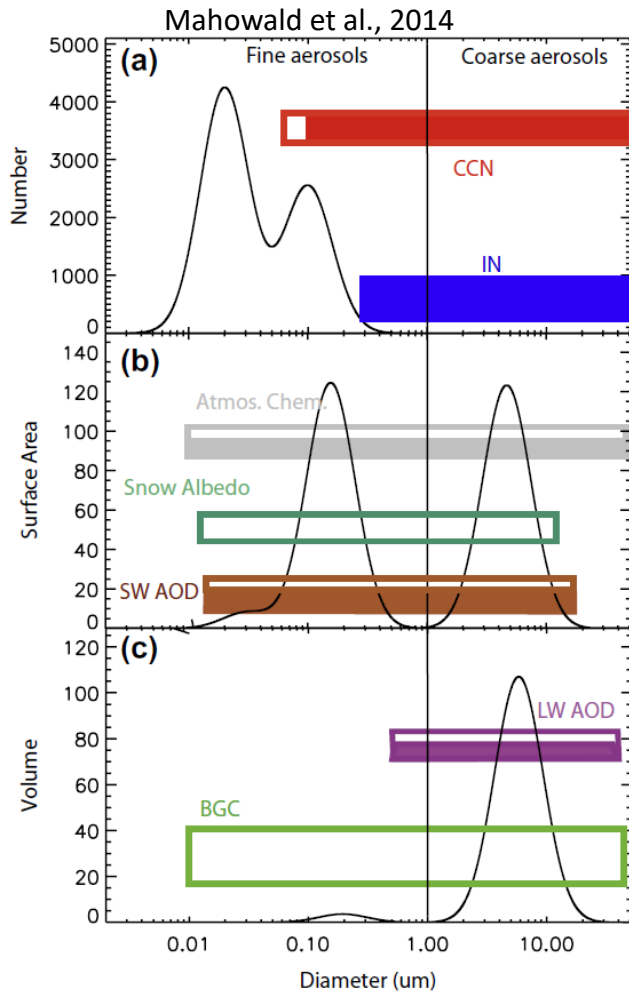 Mahowald et al., 2014
(a) Fine aerosols Coarse aerosols
5000
4000
3000
2000
1000
0
Number
CCN
IN
(b)
140
120
100
80
60
40
20
0
Surface Area
Atmos. Chem.
Snow Albedo
SW AOD
(c)
120
100
80
60
40
20
0
Volume
LW AOD
BGC
0.01 0.10 1.00 10.00
Diameter (um)